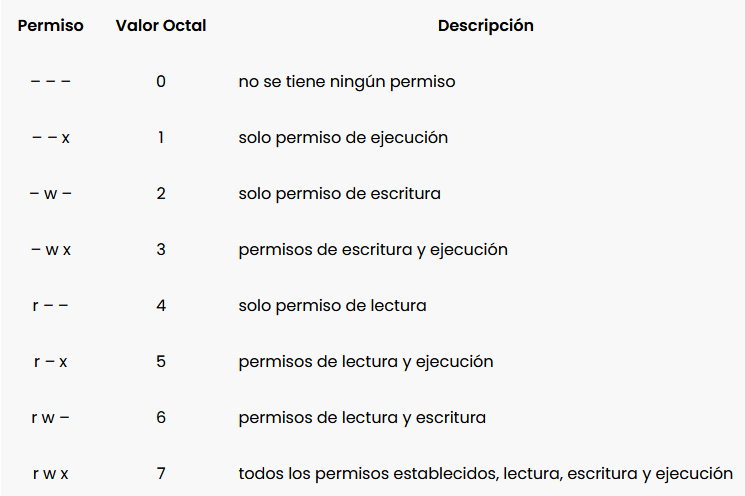 Permiso Valor Octal Descripción
– – – 0 no se tiene ningún permiso
– – x 1 solo permiso de ejecución
– w – 2 solo permiso de escritura
– w x 3 permisos de escritura y ejecución
r – – 4 solo permiso de lectura
r – x 5 permisos de lectura y ejecución
r w – 6 permisos de lectura y escritura
r w x 7 todos los permisos establecidos, lectura, escritura y ejecución